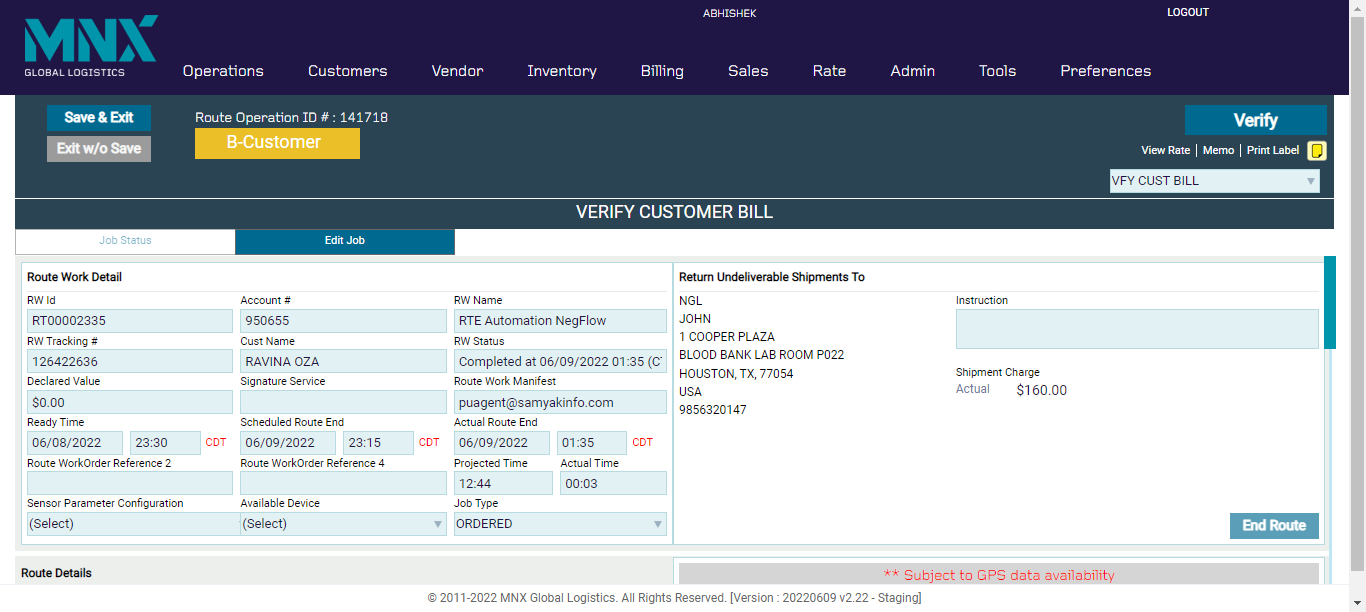 ABHISHEK
LOGOUT
MNX
GLOBAL LOGISTICS
Operations Customers Vendor Inventory Billing Sales Rate Admin Tools Preferences
Save & Exit
Route Operation ID # : 141718
Verify
Exit w/o Save
B-Customer
View Rate | Memo | Print Label
VFY CUST BILL
VERIFY CUSTOMER BILL
Job Status Edit Job
Route Work Detail
RW Id Account # RW Name
RT00002335 950655 RTE Automation NegFlow
RW Tracking # Cust Name RW Status
126422636 RAVINA OZA Completed at 06/09/2022 01:35 (C
Declared Value Signature Service Route Work Manifest
$0.00 puagent@samyakinfo.com
Ready Time Scheduled Route End Actual Route End
06/08/2022 23:30 CDT 06/09/2022 23:15 CDT 06/09/2022 01:35 CDT
Route WorkOrder Reference 2 Route WorkOrder Reference 4 Projected Time Actual Time
12:44 00:03
Sensor Parameter Configuration Available Device Job Type
(Select) (Select) ORDERED
Return Undeliverable Shipments To
NGL
JOHN
1 COOPER PLAZA
BLOOD BANK LAB ROOM P022
HOUSTON, TX, 77054
USA
9856320147
Instruction
Shipment Charge
Actual $160.00
End Route
Route Details
** Subject to GPS data availability
© 2011-2022 MNX Global Logistics. All Rights Reserved. [Version : 20220609 v2.22 - Staging]